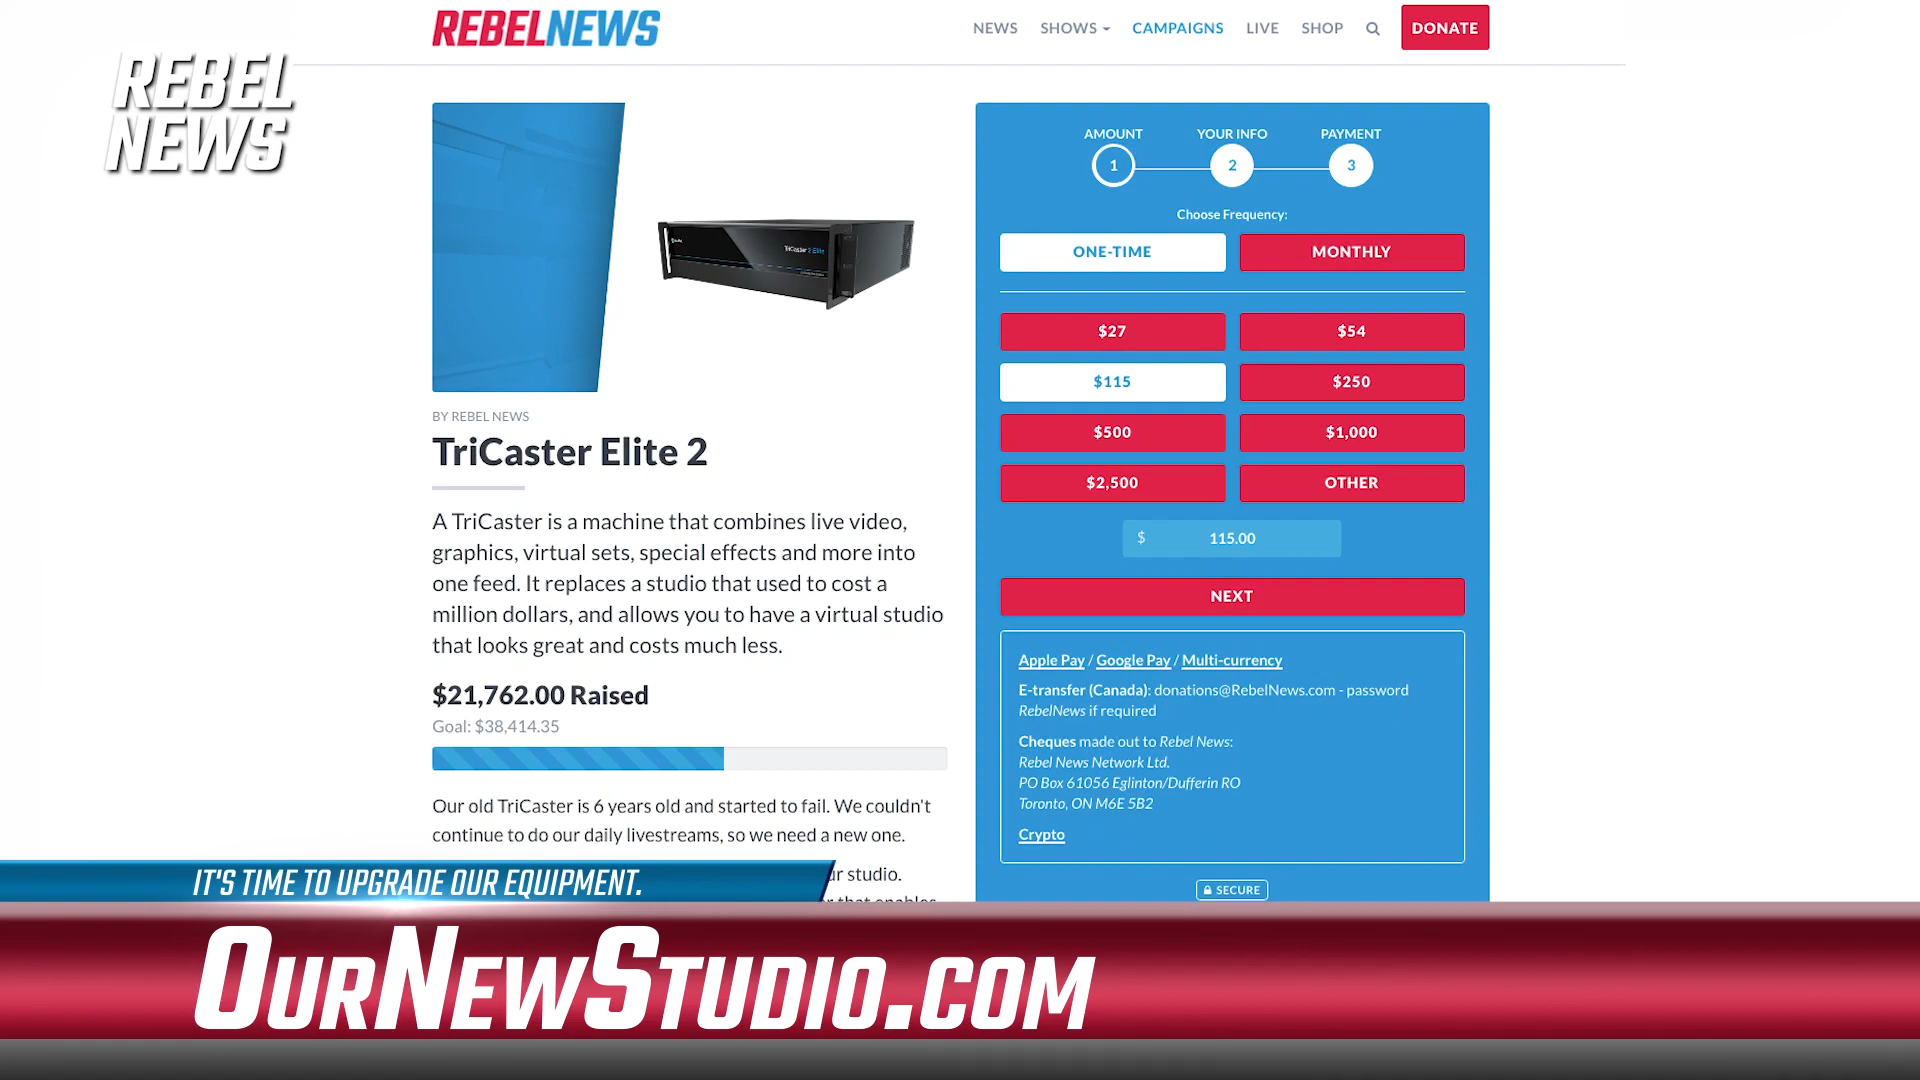 REBELNEWS
NEWS SHOWS CAMPAIGNS LIVE SHOP DONATE
REBEL
NEWS
TriCaster 2 Elite
BY REBEL NEWS
TriCaster Elite 2
A TriCaster is a machine that combines live video,
graphics, virtual sets, special effects and more into
one feed. It replaces a studio that used to cost a
million dollars, and allows you to have a virtual studio
that looks great and costs much less.
$21,762.00 Raised
Goal: $38,414.35
Our old TriCaster is 6 years old and started to fail. We couldn't
continue to do our daily livestreams, so we need a new one.
studio.
that enables
AMOUNT YOUR INFO PAYMENT
1 2 3
Choose Frequency:
ONE-TIME MONTHLY
$27 $54
$115 $250
$500 $1,000
$2,500 OTHER
$ 115.00
NEXT
Apple Pay / Google Pay / Multi-currency
E-transfer (Canada): donations@RebelNews.com - password
RebelNews if required
Cheques made out to Rebel News:
Rebel News Network Ltd.
PO Box 61056 Eglinton/Dufferin RO
Toronto, ON M6E 5B2
Crypto
SECURE
IT'S TIME TO UPGRADE OUR EQUIPMENT.
OURNEWSTUDIO.COM